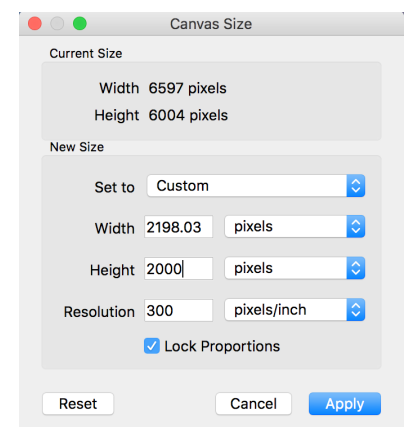 Canvas Size
Current Size
Width 6597 pixels
Height 6004 pixels
New Size
Set to Custom
Width 2198.03 pixels
Height 2000 pixels
Resolution 300 pixels/inch
Lock Proportions
Reset Cancel Apply